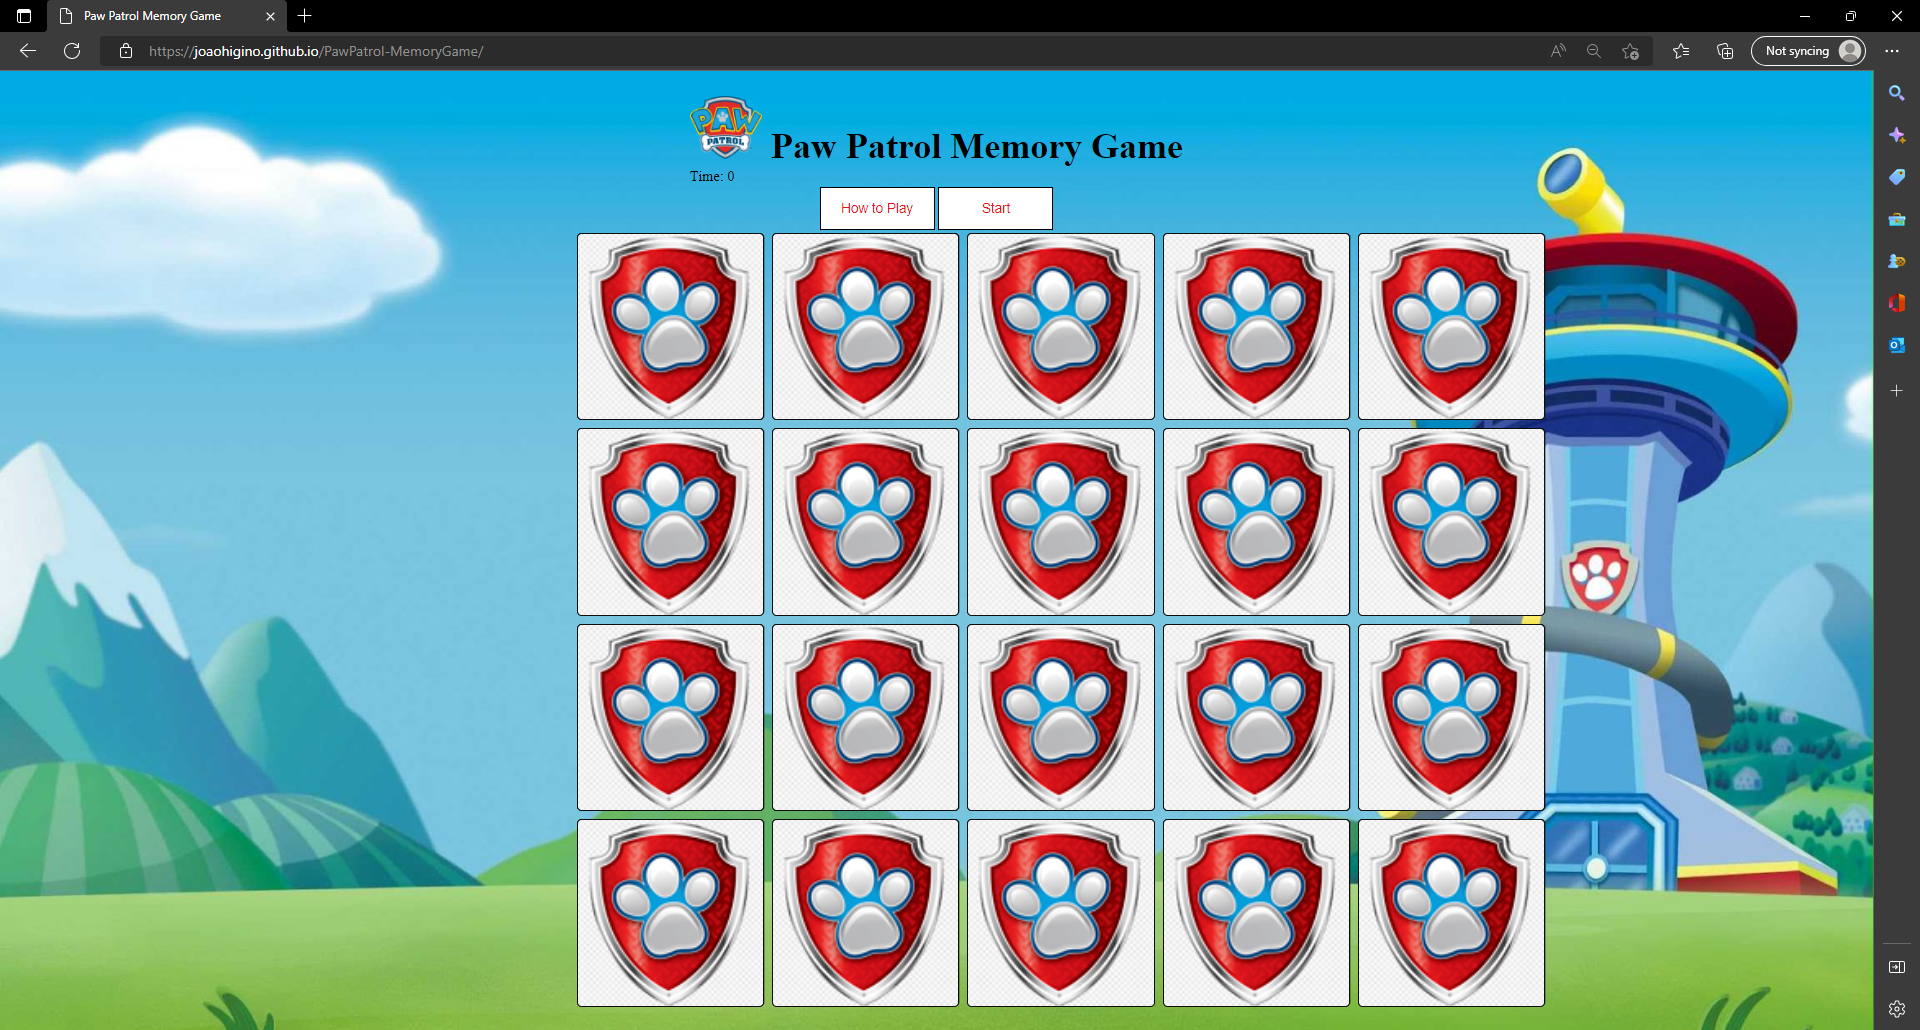 Paw Patrol Memory Game
https://joaohigino.github.io/PawPatrol-MemoryGame/
Not syncing
PAW
PATROL
Paw Patrol Memory Game
Time: 0
How to Play
Start